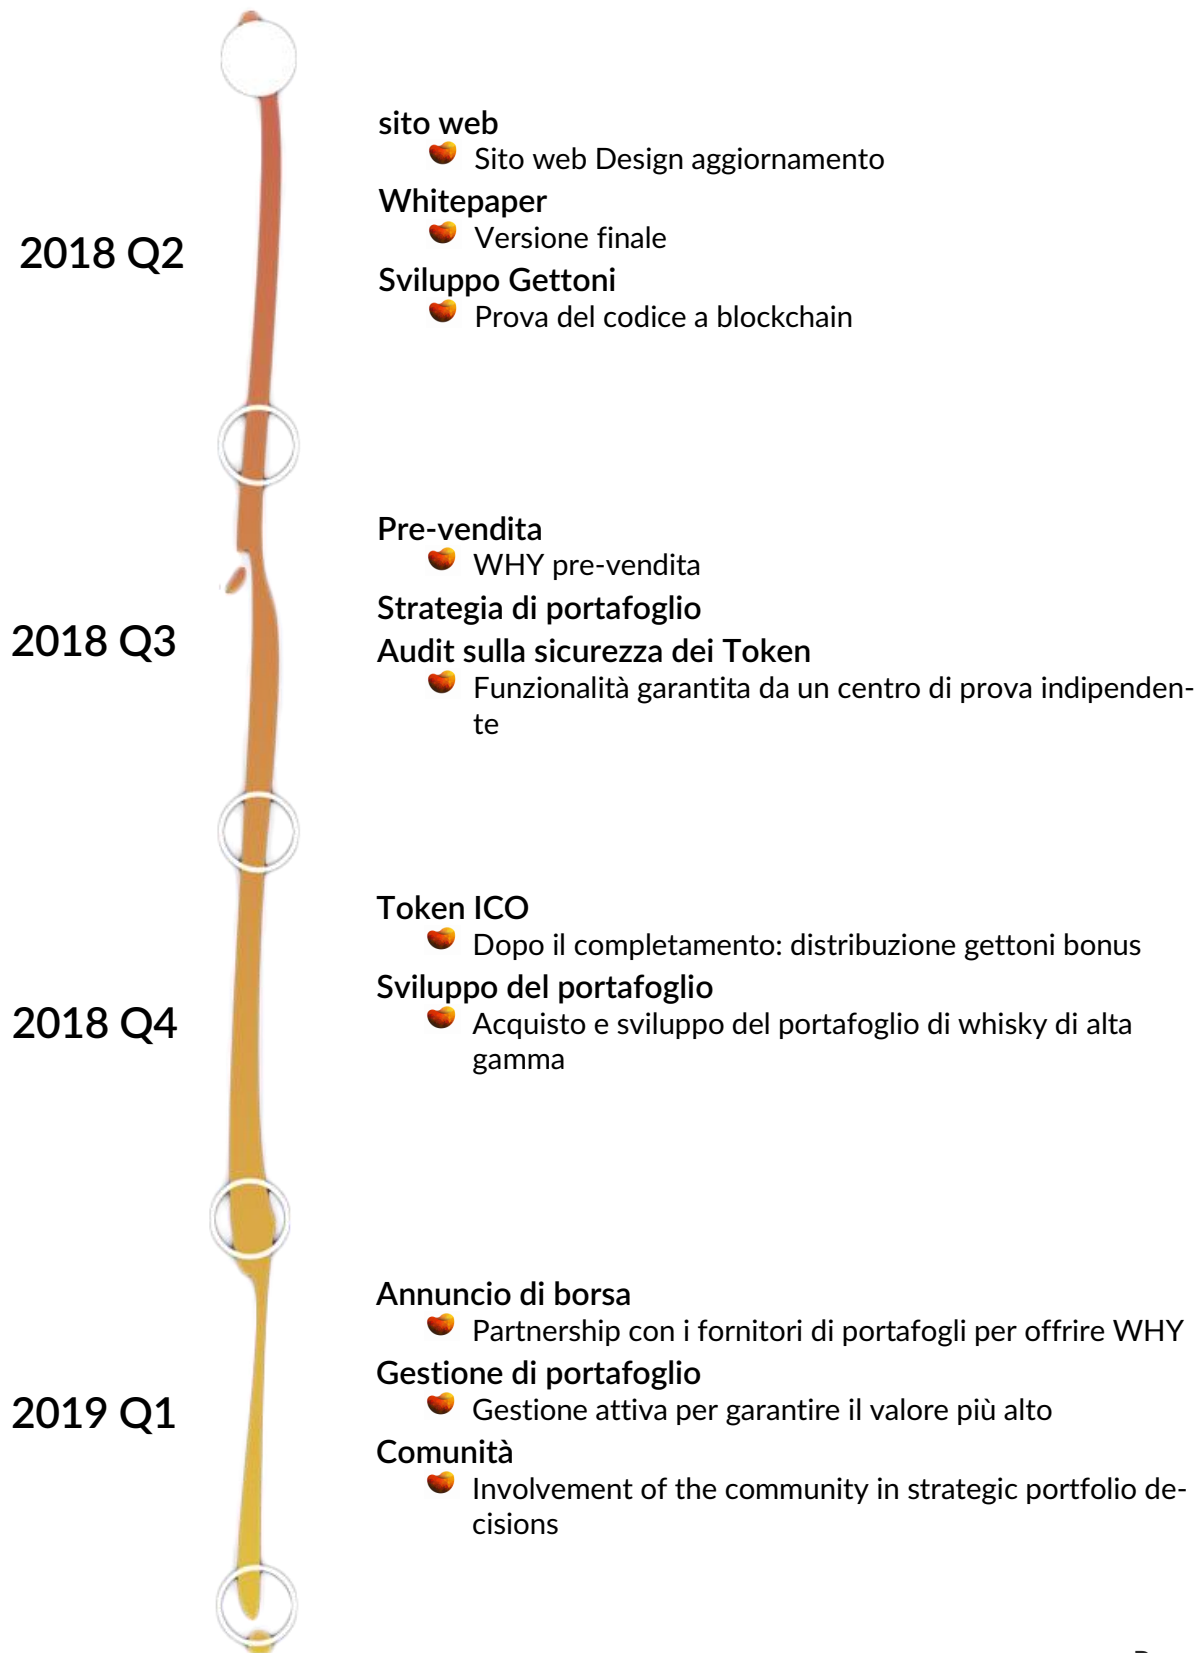 sito web
Sito web Design aggiornamento
Whitepaper
2018 Q2
Versione finale
Sviluppo Gettoni
Prova del codice a blockchain
Pre-vendita
WHY pre-vendita
Strategia di portafoglio
2018 Q3
Audit sulla sicurezza dei Token
Funzionalità garantita da un centro di prova indipenden-
te
Token ICO
Dopo il completamento: distribuzione gettoni bonus
Sviluppo del portafoglio
2018 Q4
Acquisto e sviluppo del portafoglio di whisky di alta
gamma
Annuncio di borsa
Partnership con i fornitori di portafogli per offrire WHY
Gestione di portafoglio
2019 Q1
Gestione attiva per garantire il valore più alto
Comunità
Involvement of the community in strategic portfolio de-
cisions